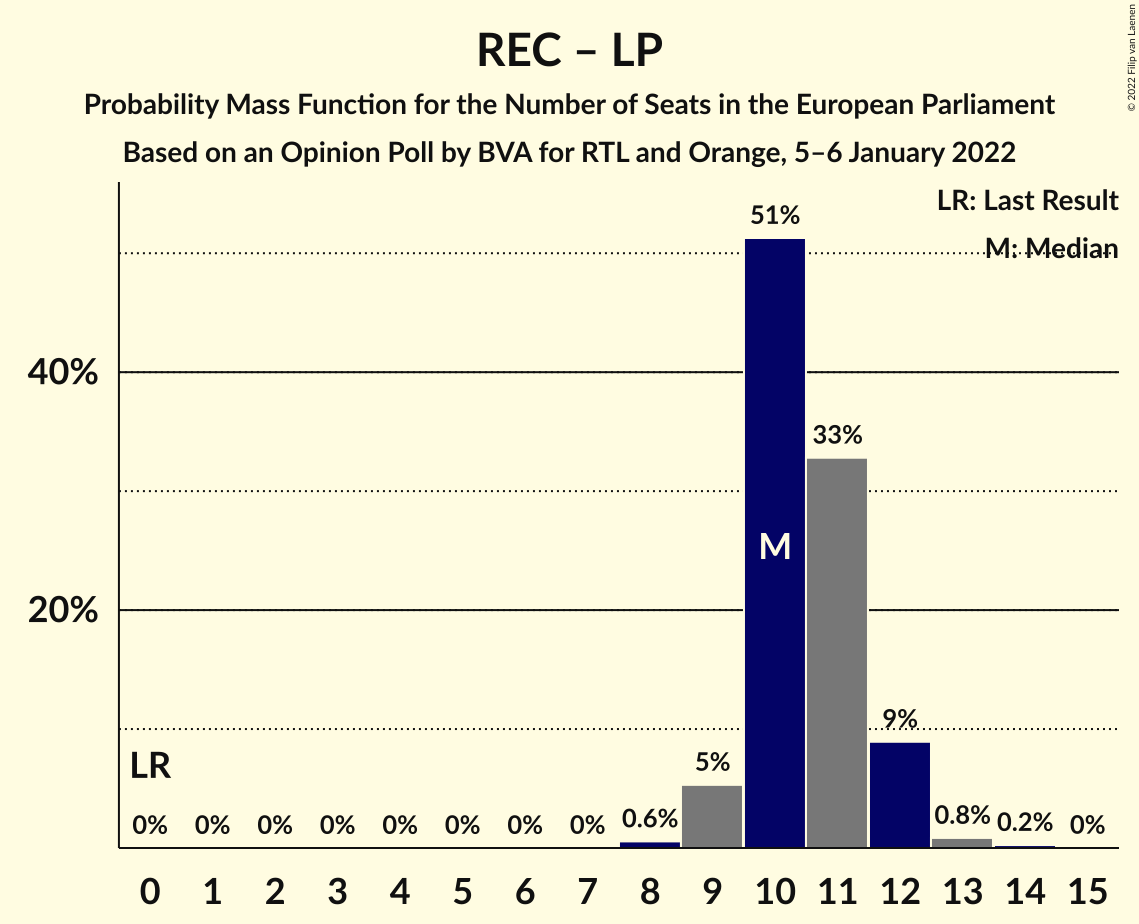 REC – LP
Probability Mass Function for the Number of Seats in the European Parliament
Based on an Opinion Poll by BVA for RTL and Orange, 5–6 January 2022
© 2022 Filip van Laenen
LR: Last Result
M: Median
40%
20%
51%
33%
M
9%
5%
LR
0% 0% 0% 0% 0% 0% 0% 0% 0.6% 0.8% 0.2% 0%
0 1 2 3 4 5 6 7 8 9 10 11 12 13 14 15